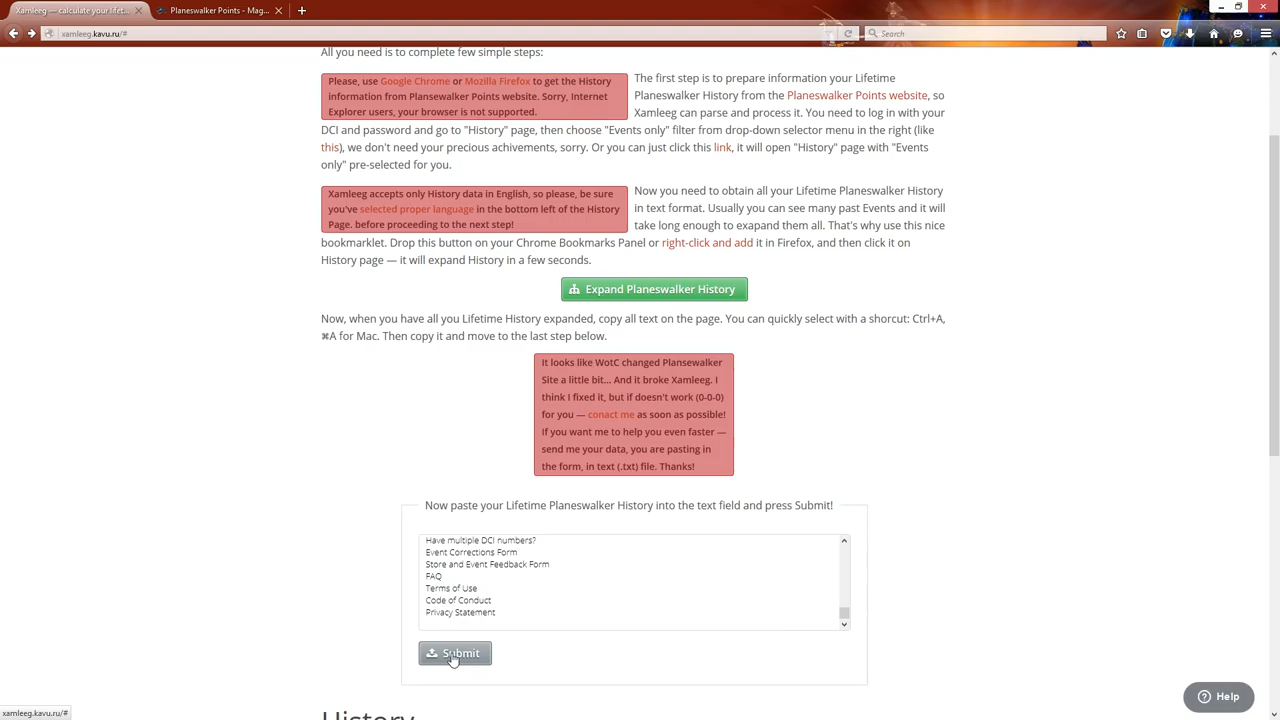 Xamleeg — calculate your lifet...
Planeswalker Points - Mag...
xamleeg.kavu.ru/#
Search
All you need is to complete few simple steps:
Please, use Google Chrome or Mozilla Firefox to get the History
information from Plansewalker Points website. Sorry, Internet
Explorer users, your browser is not supported.
The first step is to prepare information your Lifetime
Planeswalker History from the Planeswalker Points website, so
Xamleeg can parse and process it. You need to log in with your
DCI and password and go to "History" page, then choose "Events only" filter from drop-down selector menu in the right (like
this), we don't need your precious achivements, sorry. Or you can just click this link, it will open "History" page with "Events
only" pre-selected for you.
Xamleeg accepts only History data in English, so please, be sure
you've selected proper language in the bottom left of the History
Page. before proceeding to the next step!
Now you need to obtain all your Lifetime Planeswalker History
in text format. Usually you can see many past Events and it will
take long enough to exapand them all. That's why use this nice
bookmarklet. Drop this button on your Chrome Bookmarks Panel or right-click and add it in Firefox, and then click it on
History page — it will expand History in a few seconds.
Expand Planeswalker History
Now, when you have all you Lifetime History expanded, copy all text on the page. You can quickly select with a shorcut: Ctrl+A,
⌘A for Mac. Then copy it and move to the last step below.
It looks like WotC changed Plansewalker
Site a little bit... And it broke Xamleeg. I
think I fixed it, but if doesn't work (0-0-0)
for you — conact me as soon as possible!
If you want me to help you even faster —
send me your data, you are pasting in
the form, in text (.txt) file. Thanks!
Now paste your Lifetime Planeswalker History into the text field and press Submit!
Have multiple DCI numbers?
Event Corrections Form
Store and Event Feedback Form
FAQ
Terms of Use
Code of Conduct
Privacy Statement
Submit
Help
xamleeg.kavu.ru/#
History